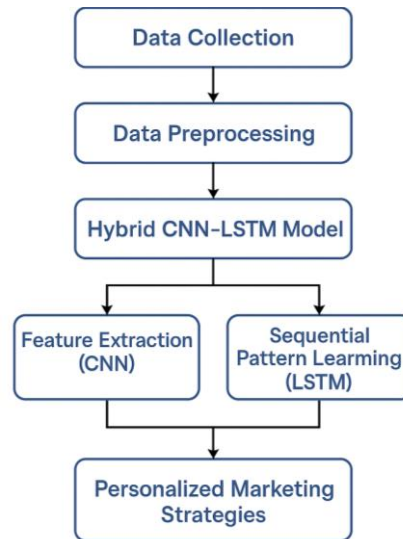 Data Collection
Data Preprocessing
Hybrid CNN-LSTM Model
Feature Extraction
(CNN)
Sequential
Pattern Learning
(LSTM)
Personalized Marketing
Strategies